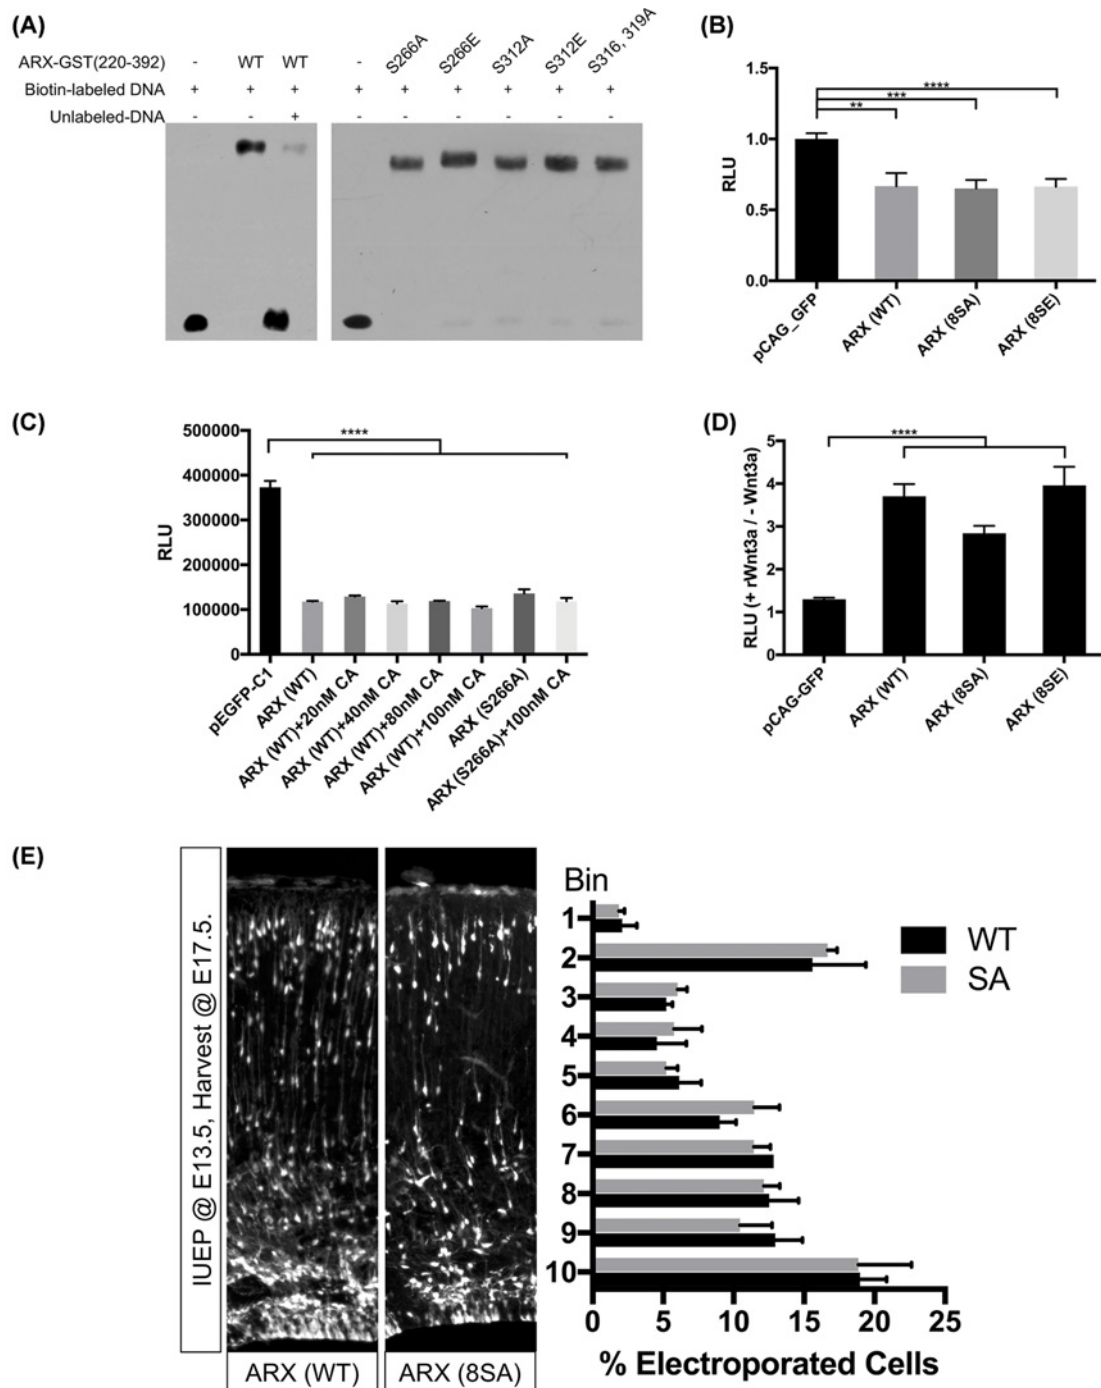 (A)
ARX-GST(220-392) - WT WT - S266A S266E S312A S312E S316, 319A
Biotin-labeled DNA + + + + + + + + +
Unlabeled-DNA - - + - - - - - -
(B)
RLU
1.5
1.0
0.5
0.0
****
***
**
pCAG_GFP
ARX (WT)
ARX (8SA)
ARX (8SE)
(C)
RLU
500000
400000
300000
200000
100000
0
****
pEGFP-C1
ARX (WT)
ARX (WT)+20nM CA
ARX (WT)+40nM CA
ARX (WT)+80nM CA
ARX (WT)+100nM CA
ARX (S266A)
ARX (S266A)+100nM CA
(D)
RLU (+ rWnt3a / - Wnt3a)
5
4
3
2
1
0
****
pCAG-GFP
ARX (WT)
ARX (8SA)
ARX (8SE)
(E)
IUEP @ E13.5, Harvest @ E17.5.
ARX (WT)
ARX (8SA)
Bin
1
2
3
4
5
6
7
8
9
10
0 5 10 15 20 25
% Electroporated Cells
WT
SA